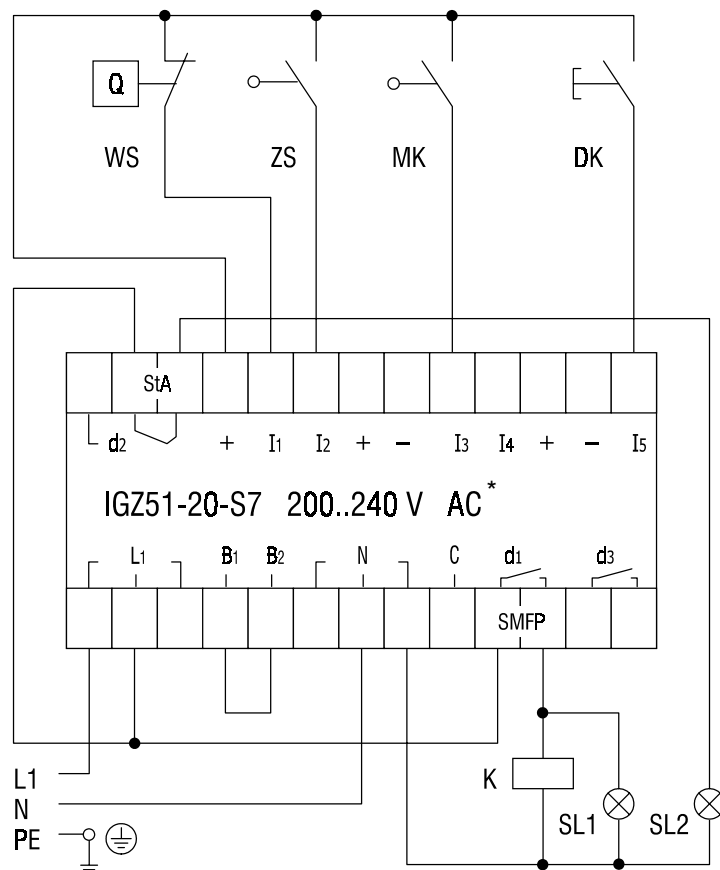 Q
WS ZS MK DK
StA
d2 + I1 I2 + − I3 I4 + − I5
IGZ51-20-S7 200..240 V AC*
L1 B1 B2 N C d1 d3
SMFP
L1
N
PE
K
SL1
SL2